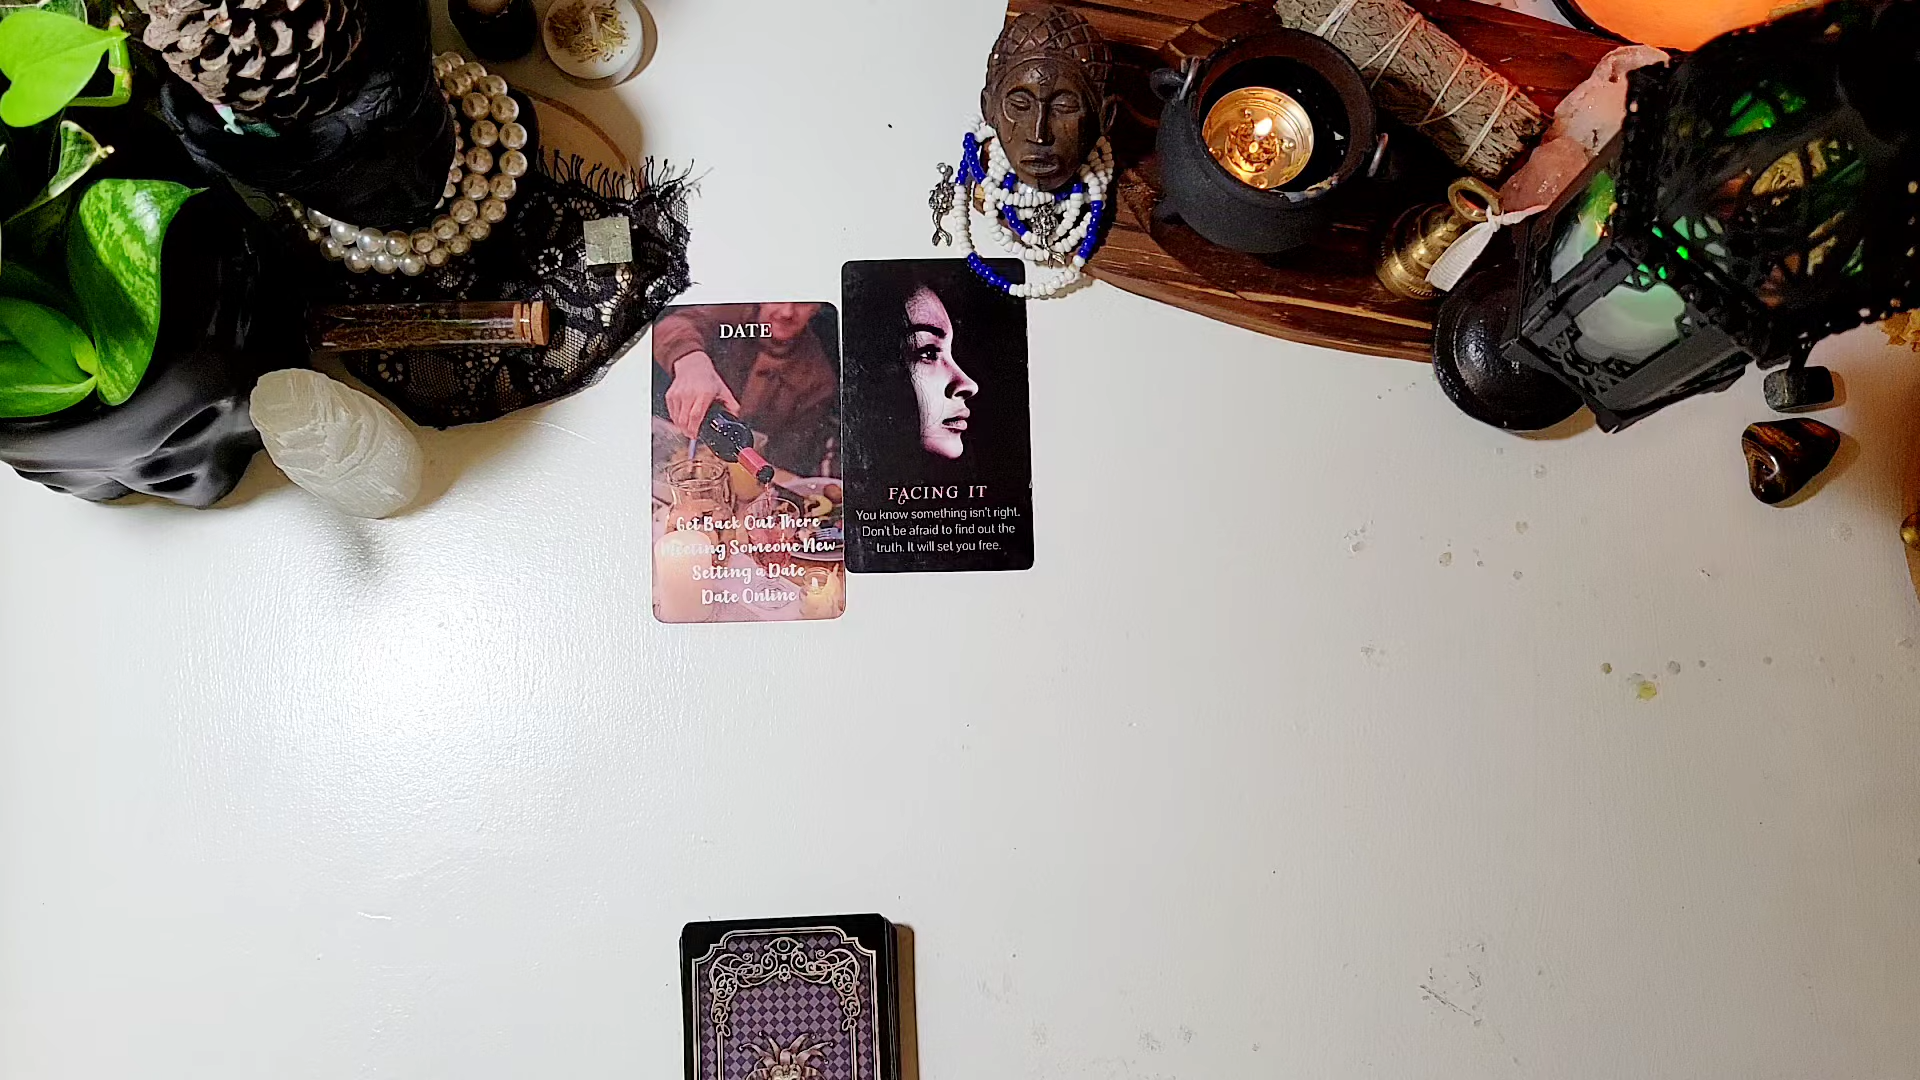 DATE
Get Back Out There
Meeting Someone New
Setting a Date
Date Online
FACING IT
You know something isn't right.
Don't be afraid to find out the
truth. It will set you free.